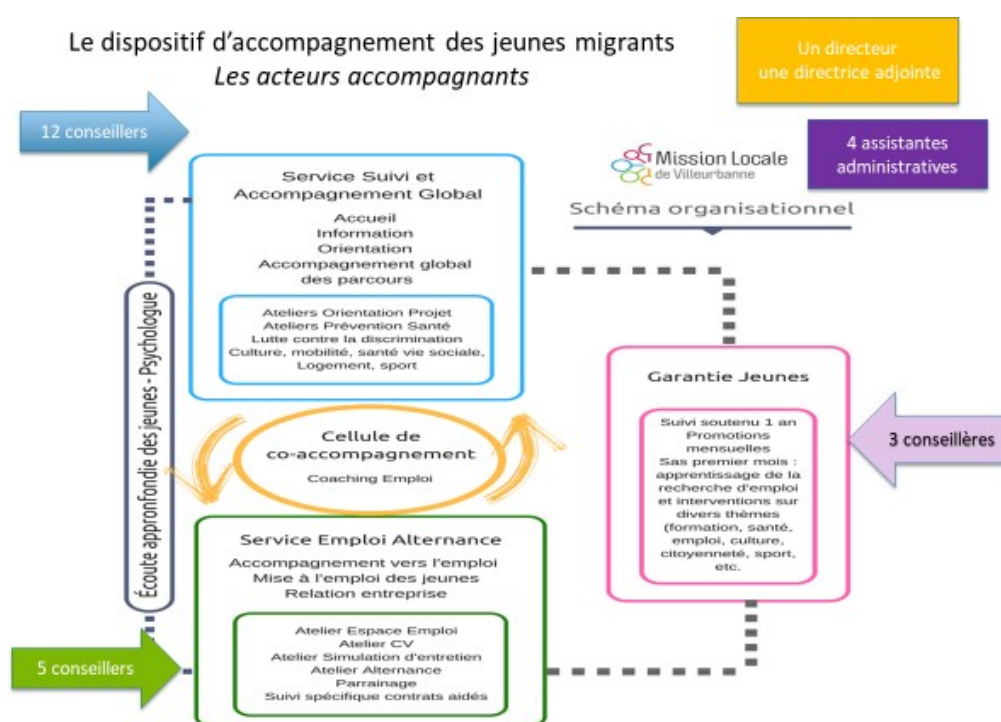 Le dispositif d'accompagnement des jeunes migrants
Les acteurs accompagnants
Un directeur
une directrice adjointe
12 conseillers
4 assistantes
administratives
Mission Locale
de Villeurbanne
Schéma organisationnel
Service Suivi et
Accompagnement Global
Accueil
Information
Orientation
Accompagnement global
des parcours
Ateliers Orientation Projet
Ateliers Prévention Santé
Lutte contre la discrimination
Culture, mobilité, santé vie sociale,
Logement, sport
Écoute appronfondie des jeunes - Psychologue
Cellule de
co-accompagnement
Coaching Emploi
Garantie Jeunes
Suivi soutenu 1 an
Promotions
mensuelles
Sas premier mois :
apprentissage de la
recherche d'emploi
et interventions sur
divers thèmes
(formation, santé,
emploi, culture,
citoyenneté, sport,
etc.
3 conseillères
Service Emploi Alternance
Accompagnement vers l'emploi
Mise à l'emploi des jeunes
Relation entreprise
Atelier Espace Emploi
Atelier CV
Atelier Simulation d'entretien
Atelier Alternance
Parrainage
Suivi spécifique contrats aidés
5 conseillers